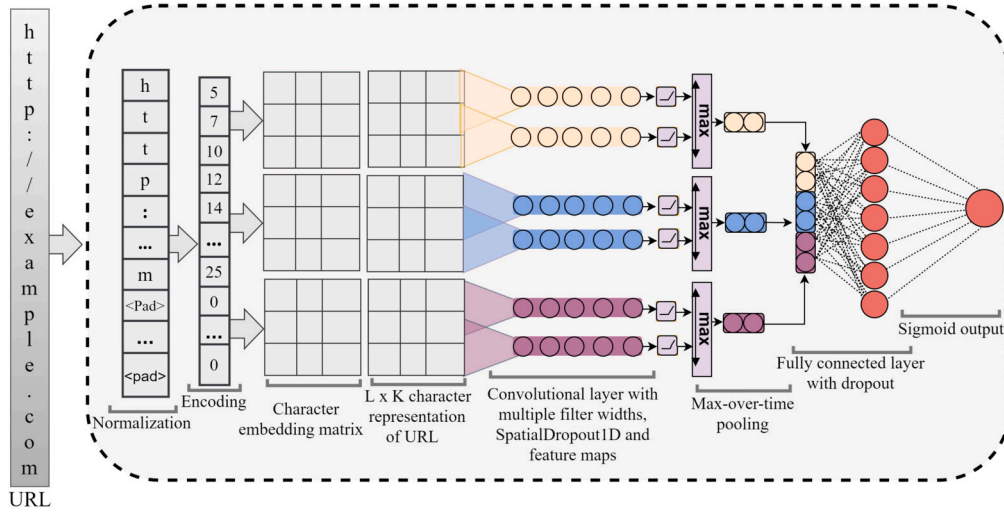 h
t
t
p
:
/
/
e
x
a
m
p
l
e
.
c
o
m
URL
h
t
t
p
:
...
m
<Pad>
...
<pad>
Normalization
5
7
10
12
14
...
25
0
...
0
Encoding
Character
embedding matrix
L x K character
representation
of URL
Convolutional layer with
multiple filter widths,
SpatialDropout1D and
feature maps
max
max
max
Max-over-time
pooling
Fully connected layer
with dropout
Sigmoid output